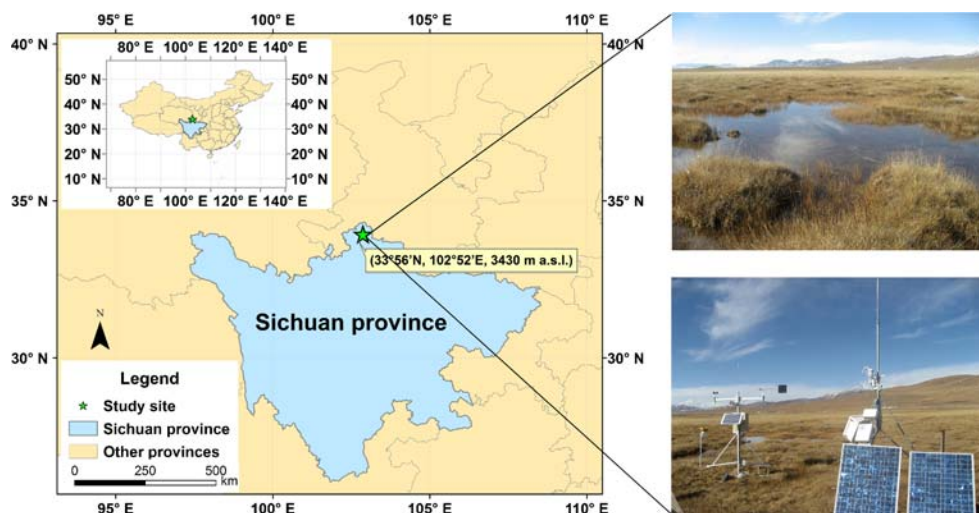 95° E
100° E
105° E
110° E
40° N
35° N
30° N
80° E 100° E 120° E 140° E
50° N
40° N
30° N
20° N
10° N
50° N
40° N
30° N
20° N
10° N
80° E 100° E 120° E 140° E
40° N
35° N
30° N
(33°56'N, 102°52'E, 3430 m a.s.l.)
Sichuan province
N
Legend
Study site
Sichuan province
Other provinces
0 250 500
km
95° E
100° E
105° E
110° E